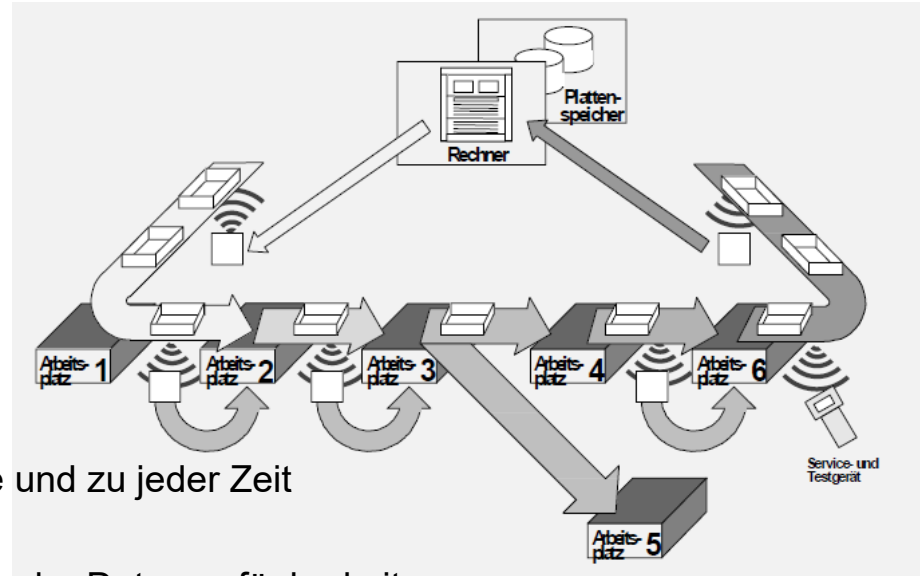 Platten-
speicher
Rechner
Arbeits-
platz 1
Arbeits-
platz 2
Arbeits-
platz 3
Arbeits-
platz 4
Arbeits-
platz 6
Service- und
Testgerät
und zu jeder Zeit
Arbeits-
platz 5